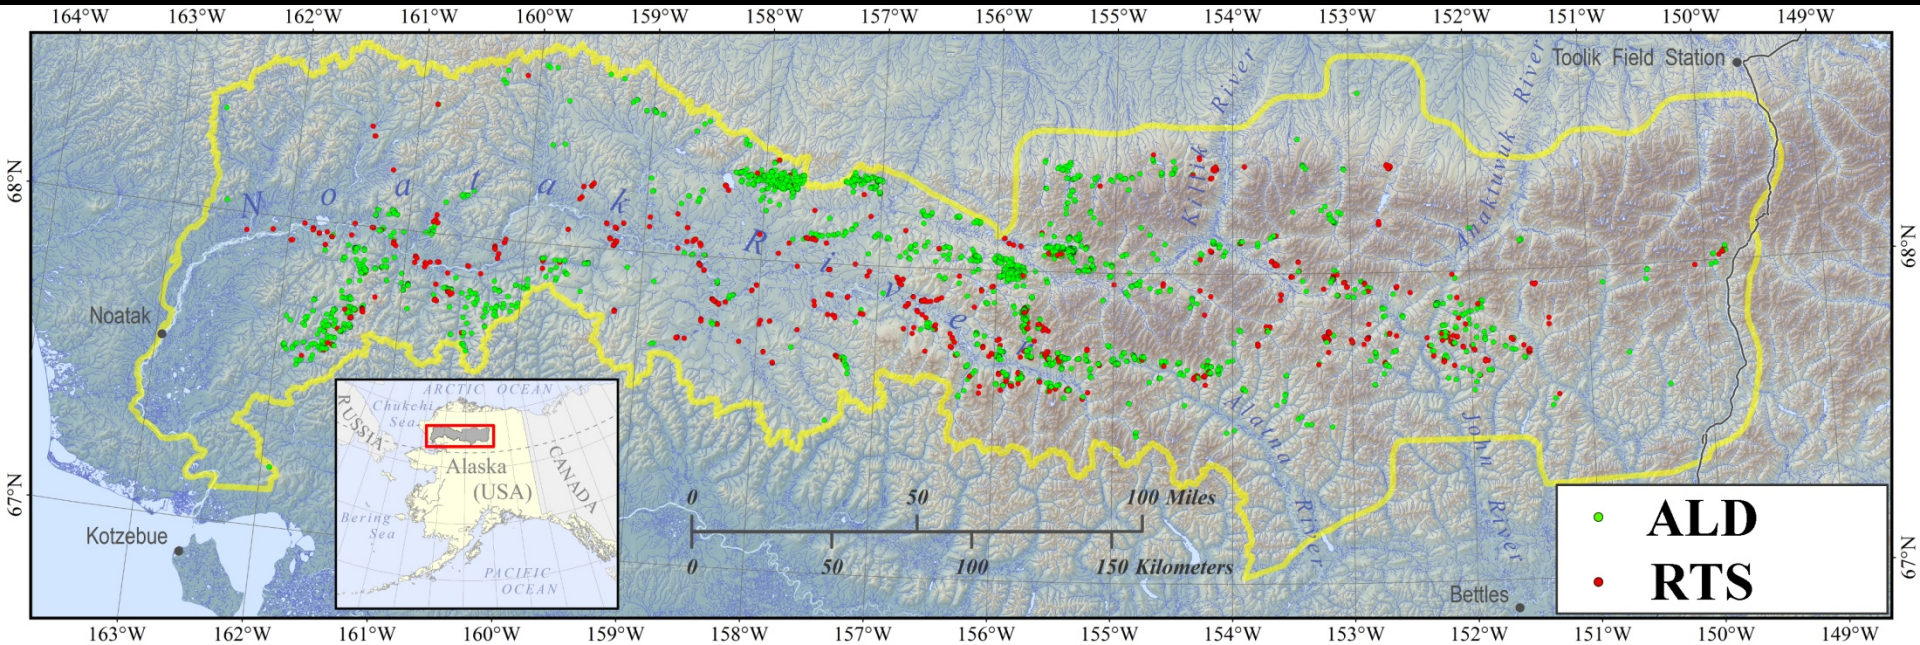 164°W 163°W 162°W 161°W 160°W 159°W 158°W 157°W 156°W 155°W 154°W 153°W 152°W 151°W 150°W 149°W
Toolik Field Station
68°N
68°N
Noatak River
Killik River
Anaktuvuk River
Noatak
Kotzebue
67°N
67°N
Alatna River
John River
Bettles
ARCTIC OCEAN
Chukchi
Sea
RUSSIA
Alaska
(USA)
CANADA
Bering
Sea
PACIFIC
OCEAN
0 50 100 Miles
0 50 100 150 Kilometers
ALD
RTS
163°W 162°W 161°W 160°W 159°W 158°W 157°W 156°W 155°W 154°W 153°W 152°W 151°W 150°W 149°W